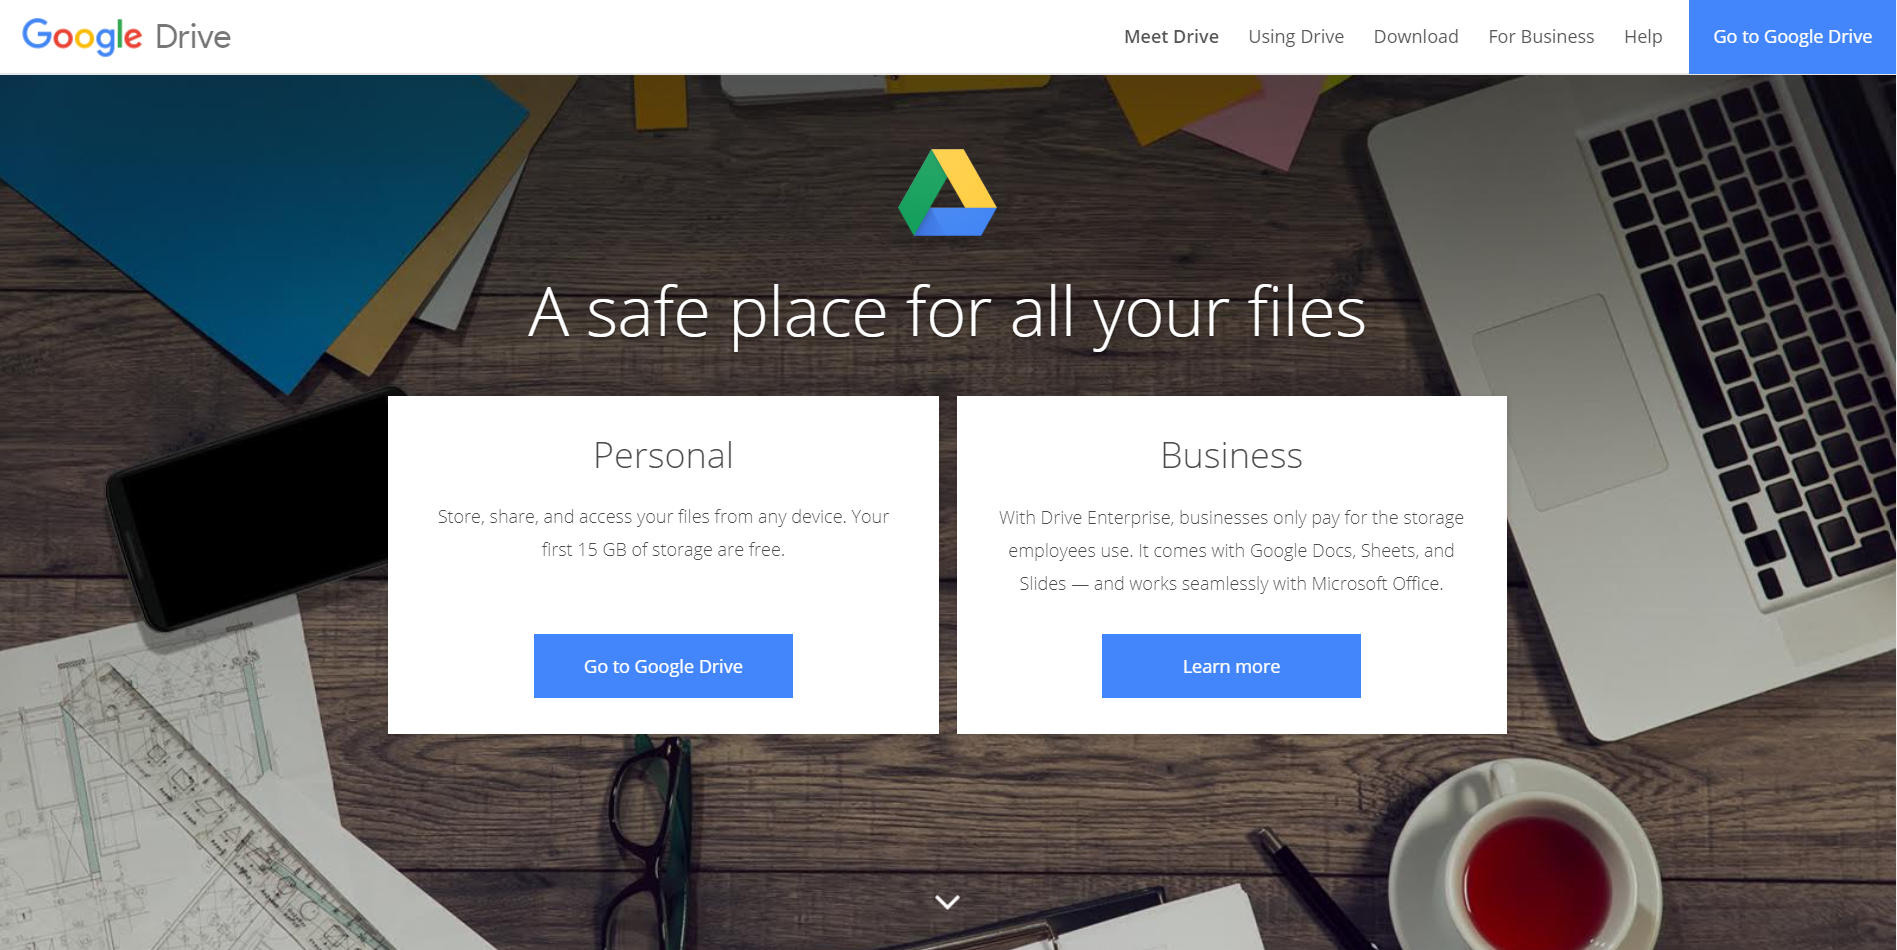 Google Drive
Meet Drive
Using Drive
Download
For Business
Help
Go to Google Drive
A safe place for all your files
Personal
Store, share, and access your files from any device. Your
first 15 GB of storage are free.
Go to Google Drive
Business
With Drive Enterprise, businesses only pay for the storage
employees use. It comes with Google Docs, Sheets, and
Slides — and works seamlessly with Microsoft Office.
Learn more